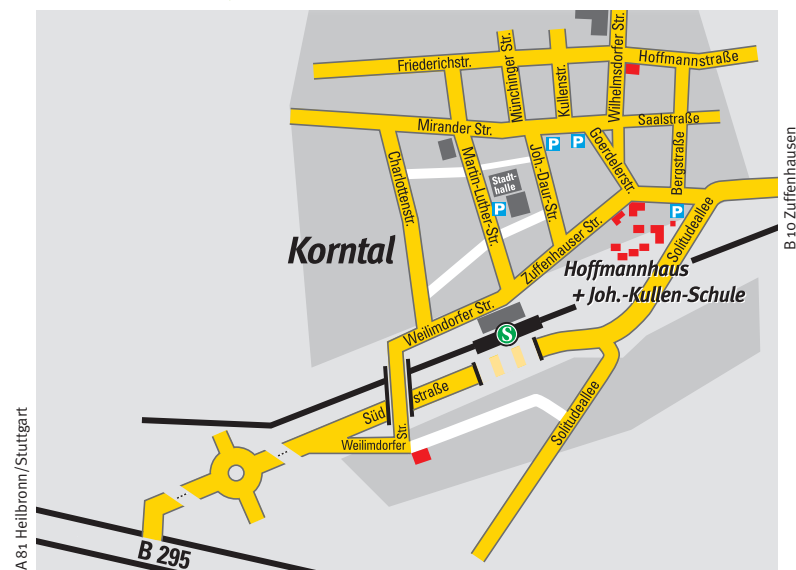 Friederichstr.
Münchinger Str.
Kullenstr.
Wilhelmsdorfer Str.
Hoffmannstraße
Mirander Str.
Saalstraße
Charlottenstr.
Martin-Luther-Str.
Joh.-Daur-Str.
Goerdelerstr.
Bergstraße
P
P
Stadt-
halle
P
P
Zuffenhauser Str.
Solitudeallee
B 10 Zuffenhausen
Korntal
Hoffmannhaus
+ Joh.-Kullen-Schule
Weilimdorfer Str.
S
Süd straße
Weilimdorfer Str.
Solitudeallee
A 81 Heilbronn/Stuttgart
B 295